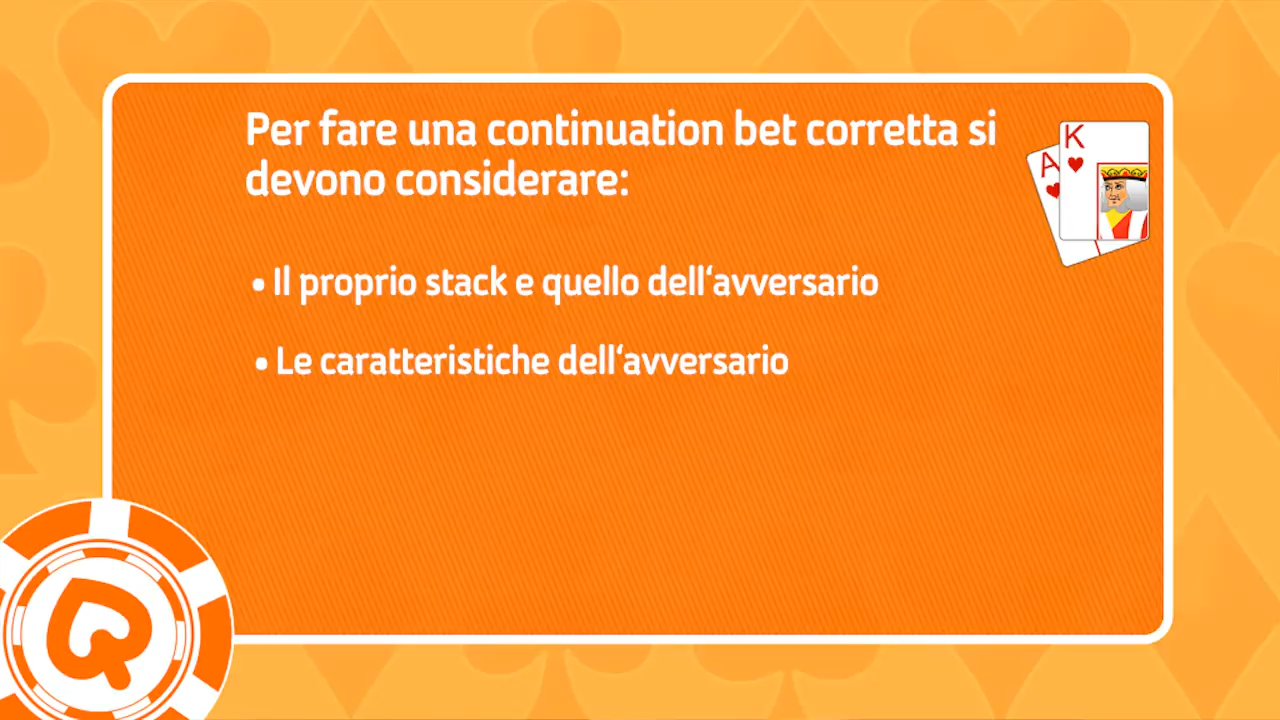 Per fare una continuation bet corretta si
devono considerare:
• Il proprio stack e quello dell‘avversario
• Le caratteristiche dell‘avversario
A
K